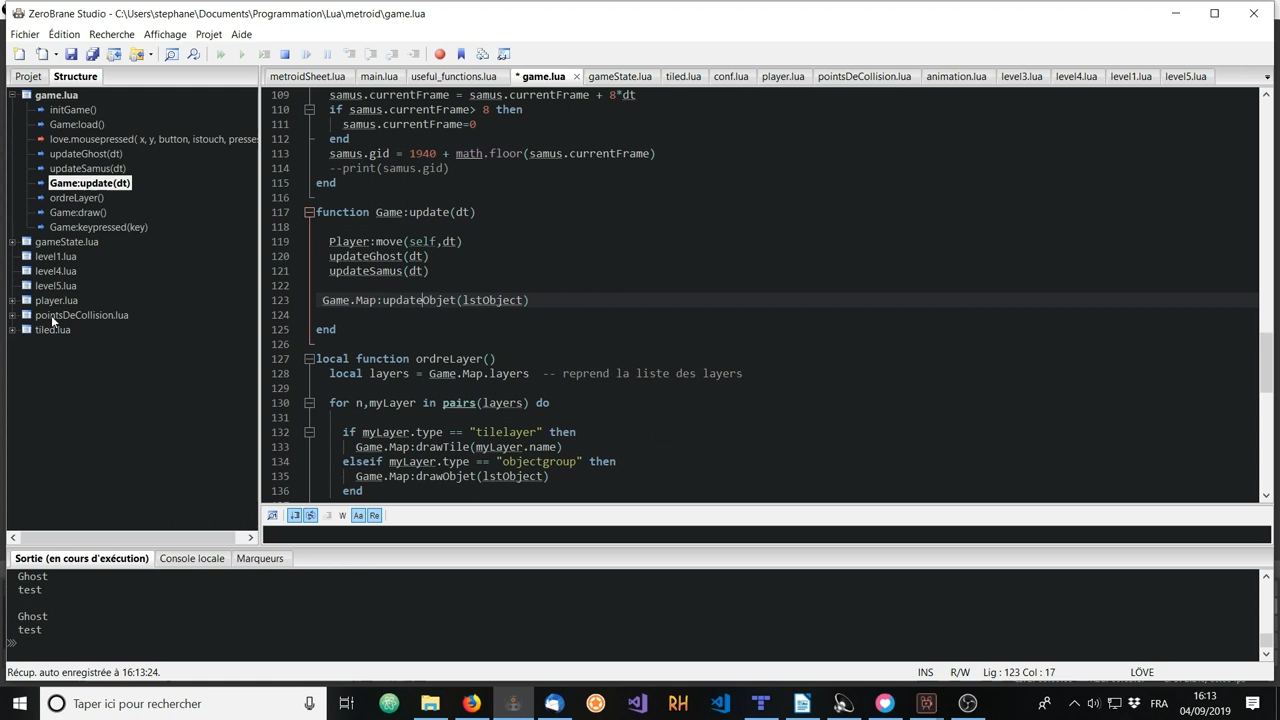 ZeroBrane Studio - C:\Users\stephane\Documents\Programmation\Lua\metroid\game.lua
Fichier Édition Recherche Affichage Projet Aide
Projet Structure
metroidSheet.lua main.lua useful_functions.lua * game.lua gameState.lua tiled.lua conf.lua player.lua pointsDeCollision.lua animation.lua level3.lua level4.lua level1.lua level5.lua
game.lua
initGame()
Game:load()
love.mousepressed( x, y, button, istouch, presses
updateGhost(dt)
updateSamus(dt)
Game:update(dt)
ordreLayer()
Game:draw()
Game:keypressed(key)
gameState.lua
level1.lua
level4.lua
level5.lua
player.lua
pointsDeCollision.lua
tiled.lua
109 samus.currentFrame = samus.currentFrame + 8*dt
110 if samus.currentFrame> 8 then
111 samus.currentFrame=0
112 end
113 samus.gid = 1940 + math.floor(samus.currentFrame)
114 --print(samus.gid)
115 end
116
117 function Game:update(dt)
118
119 Player:move(self,dt)
120 updateGhost(dt)
121 updateSamus(dt)
122
123 Game.Map:updateObjet(lstObject)
124
125 end
126
127 local function ordreLayer()
128 local layers = Game.Map.layers -- reprend la liste des layers
129
130 for n,myLayer in pairs(layers) do
131
132 if myLayer.type == "tilelayer" then
133 Game.Map:drawTile(myLayer.name)
134 elseif myLayer.type == "objectgroup" then
135 Game.Map:drawObjet(lstObject)
136 end
W Aa Re
Sortie (en cours d'exécution) Console locale Marqueurs
Ghost
test
Ghost
test
Récup. auto enregistrée à 16:13:24. INS R/W Lig : 123 Col : 17 LÖVE
Taper ici pour rechercher
RH
FR
16:13
04/09/2019